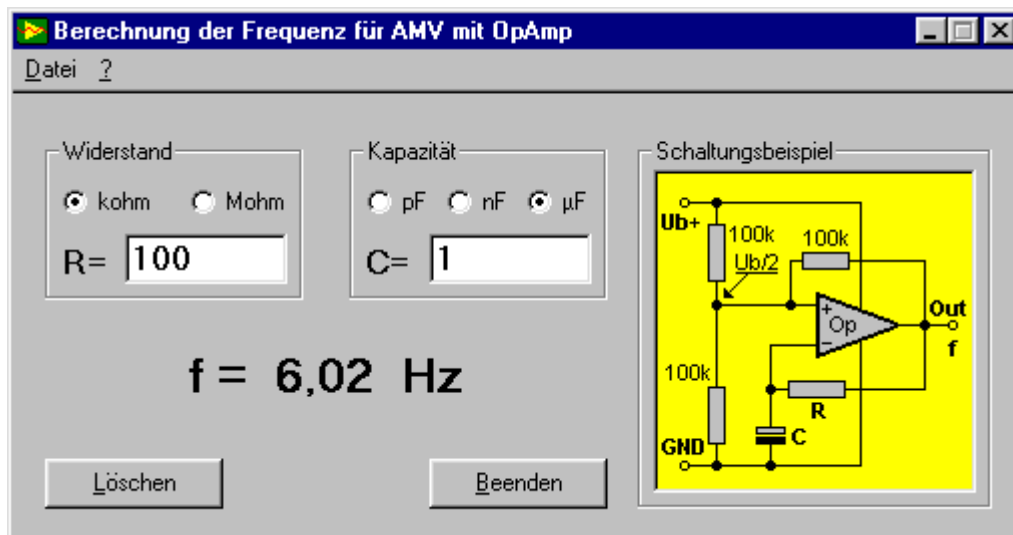 Berechnung der Frequenz für AMV mit OpAmp
Datei ?
Widerstand
kohm Mohm
R= 100
Kapazität
pF nF µF
C= 1
f = 6,02 Hz
Löschen
Beenden
Schaltungsbeispiel
Ub+
100k 100k
Ub/2
+
Op
−
Out
f
100k
R
C
GND